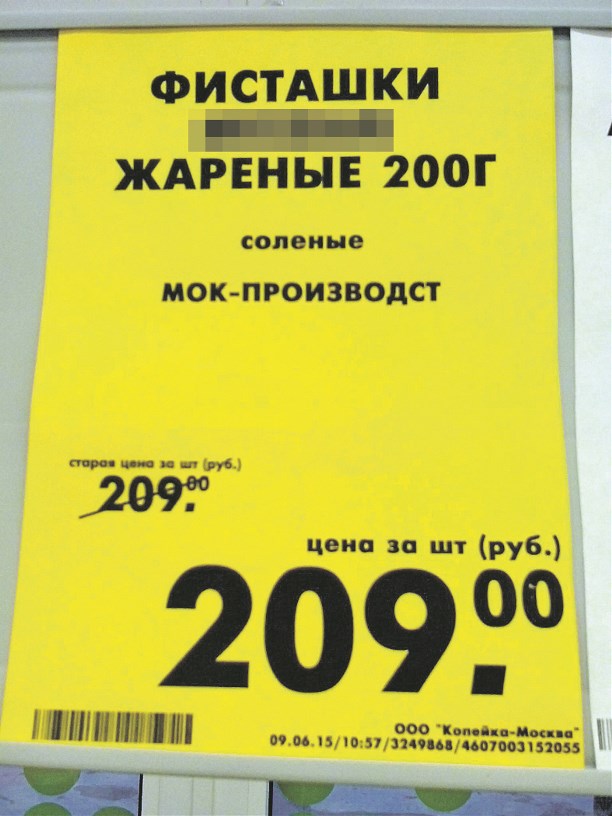 ФИСТАШКИ
ЖАРЕНЫЕ 200Г
соленые
МОК-ПРОИЗВОДСТ
старая цена за шт (руб.)
209.00
цена за шт (руб.)
209.00
ООО "Копейка-Москва"
09.06.15/10:57/3249868/4607003152055